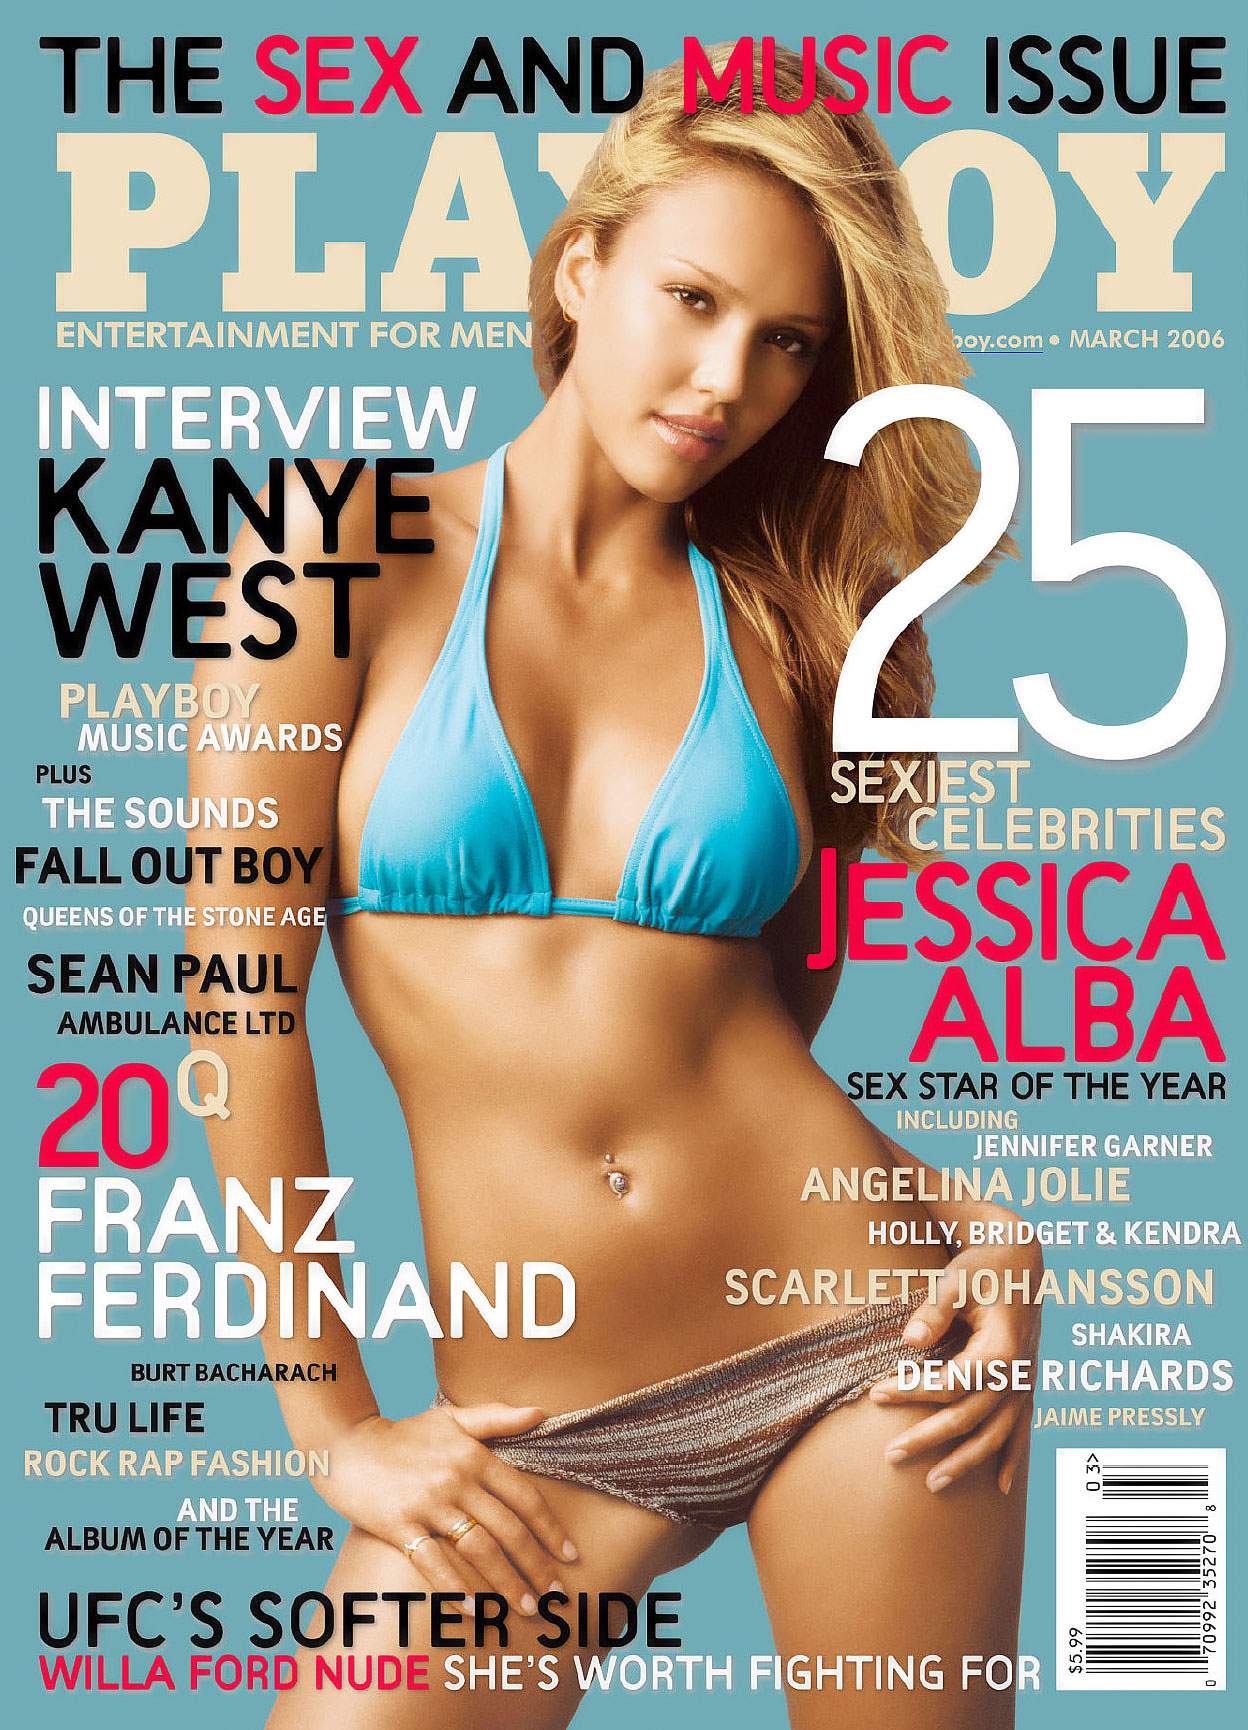 THE SEX AND MUSIC ISSUE
PLAYBOY
ENTERTAINMENT FOR MEN
boy.com • MARCH 2006
INTERVIEW
KANYE
WEST
PLAYBOY
MUSIC AWARDS
PLUS
THE SOUNDS
FALL OUT BOY
QUEENS OF THE STONE AGE
SEAN PAUL
AMBULANCE LTD
20Q
FRANZ
FERDINAND
BURT BACHARACH
TRU LIFE
ROCK RAP FASHION
AND THE
ALBUM OF THE YEAR
25
SEXIEST
CELEBRITIES
JESSICA
ALBA
SEX STAR OF THE YEAR
INCLUDING
JENNIFER GARNER
ANGELINA JOLIE
HOLLY, BRIDGET & KENDRA
SCARLETT JOHANSSON
SHAKIRA
DENISE RICHARDS
JAIME PRESSLY
UFC'S SOFTER SIDE
WILLA FORD NUDE SHE'S WORTH FIGHTING FOR
$5.99
0 70992 35270 8
03>